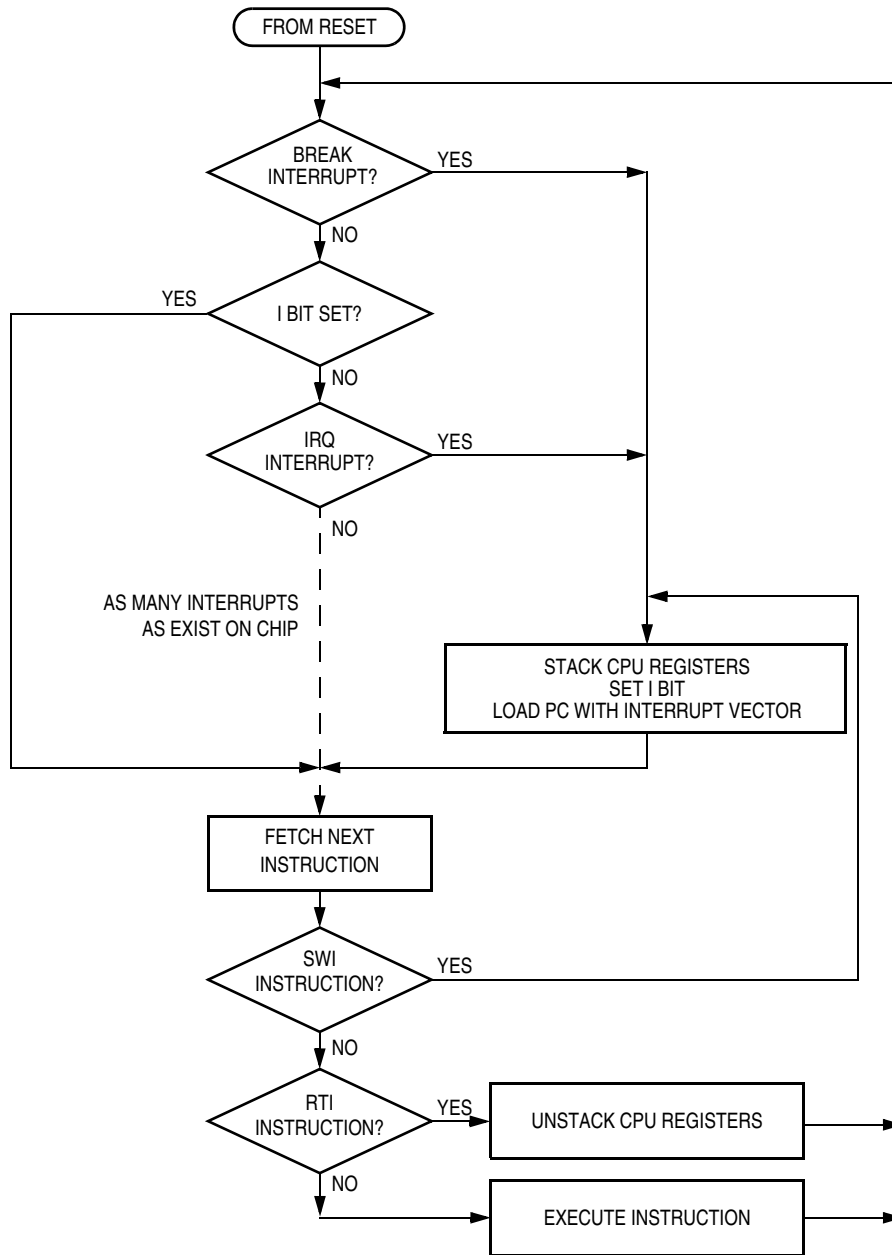 FROM RESET
BREAK
INTERRUPT?
YES
NO
YES
I BIT SET?
NO
IRQ
INTERRUPT?
YES
NO
AS MANY INTERRUPTS
AS EXIST ON CHIP
STACK CPU REGISTERS
SET I BIT
LOAD PC WITH INTERRUPT VECTOR
FETCH NEXT
INSTRUCTION
SWI
INSTRUCTION?
YES
NO
RTI
INSTRUCTION?
YES
UNSTACK CPU REGISTERS
NO
EXECUTE INSTRUCTION